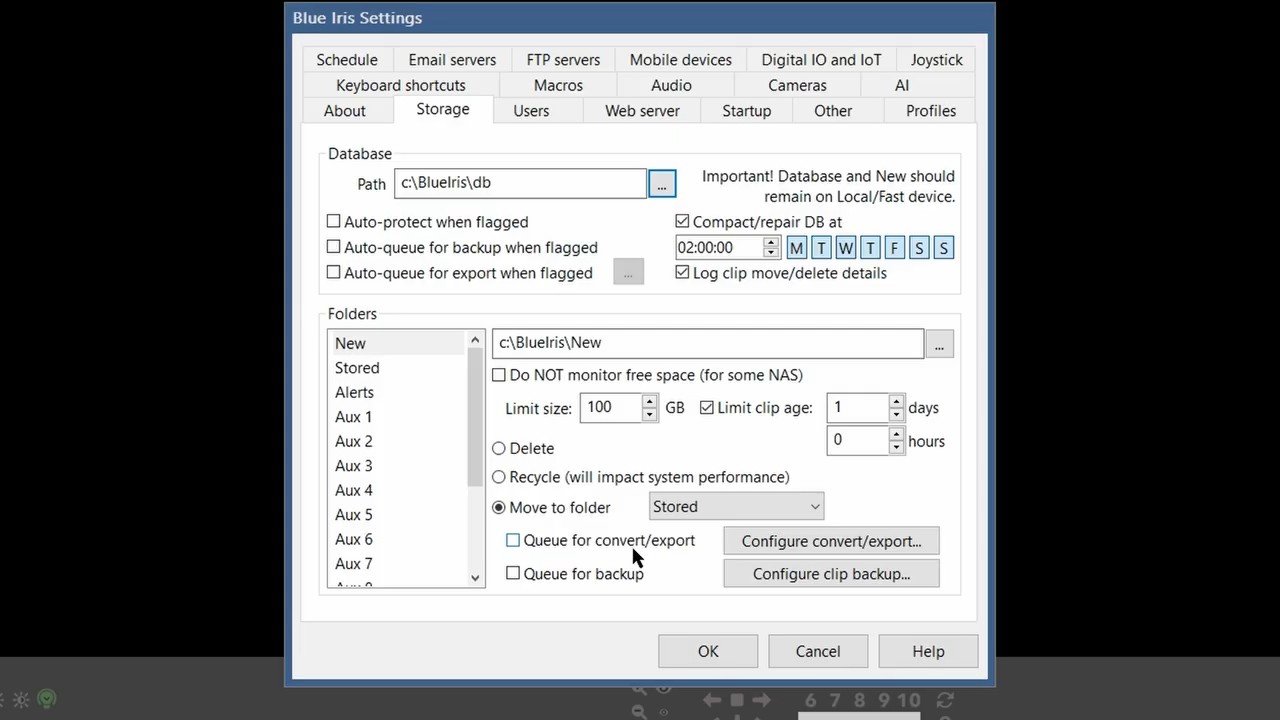 Blue Iris Settings
Schedule Email servers FTP servers Mobile devices Digital IO and IoT Joystick
Keyboard shortcuts Macros Audio Cameras AI
About Storage Users Web server Startup Other Profiles
Database
Path c:\BlueIris\db ... Important! Database and New should
remain on Local/Fast device.
Auto-protect when flagged Compact/repair DB at
Auto-queue for backup when flagged 02:00:00 M T W T F S S
Auto-queue for export when flagged ... Log clip move/delete details
Folders
New c:\BlueIris\New ...
Stored Do NOT monitor free space (for some NAS)
Alerts Limit size: 100 GB Limit clip age: 1 days
Aux 1
Aux 2 0 hours
Delete
Aux 3 Recycle (will impact system performance)
Aux 4 Move to folder Stored
Aux 5
Aux 6 Queue for convert/export Configure convert/export...
Aux 7 Queue for backup Configure clip backup...
OK Cancel Help
6 7 8 9 10